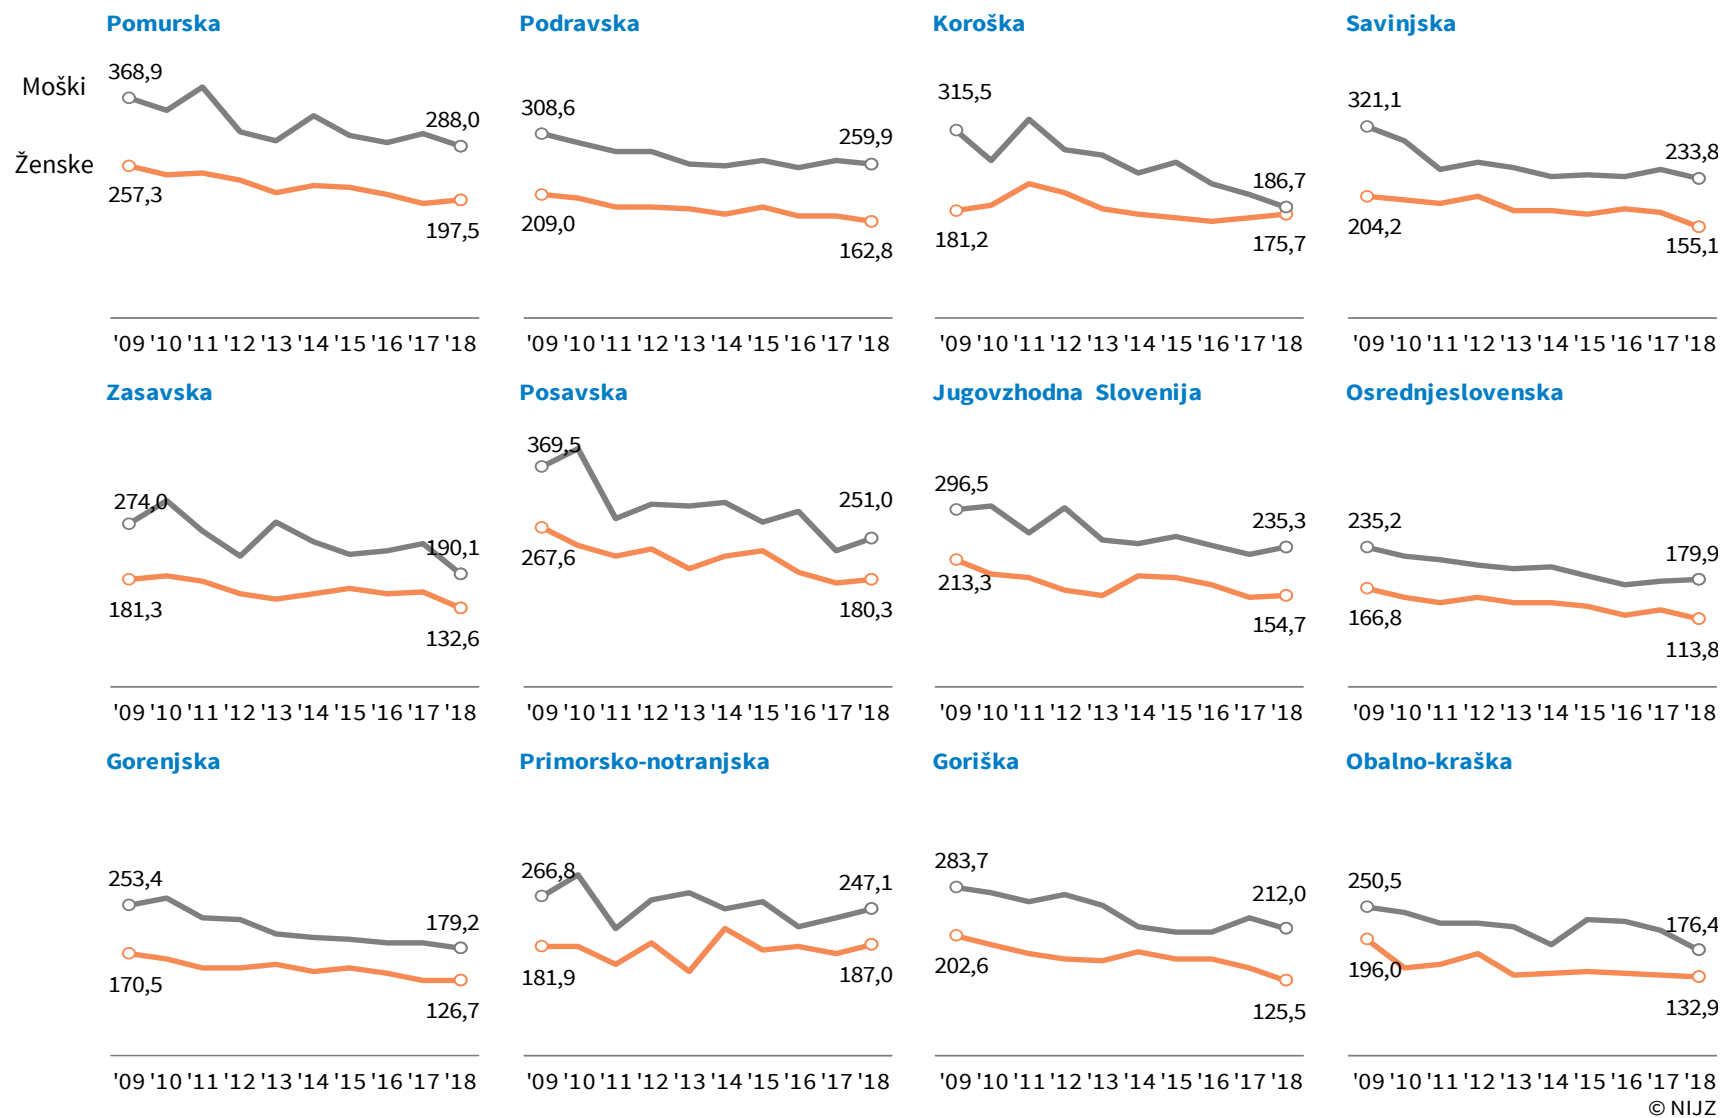 Pomurska
Podravska
Koroška
Savinjska
368,9
Moški
288,0
Ženske
257,3
197,5
308,6
259,9
209,0
162,8
315,5
186,7
181,2
175,7
321,1
233,8
204,2
155,1
'09 '10 '11 '12 '13 '14 '15 '16 '17 '18
'09 '10 '11 '12 '13 '14 '15 '16 '17 '18
'09 '10 '11 '12 '13 '14 '15 '16 '17 '18
'09 '10 '11 '12 '13 '14 '15 '16 '17 '18
Zasavska
Posavska
Jugovzhodna Slovenija
Osrednjeslovenska
274,0
190,1
181,3
132,6
369,5
251,0
267,6
180,3
296,5
235,3
213,3
154,7
235,2
179,9
166,8
113,8
'09 '10 '11 '12 '13 '14 '15 '16 '17 '18
'09 '10 '11 '12 '13 '14 '15 '16 '17 '18
'09 '10 '11 '12 '13 '14 '15 '16 '17 '18
'09 '10 '11 '12 '13 '14 '15 '16 '17 '18
Gorenjska
Primorsko-notranjska
Goriška
Obalno-kraška
253,4
179,2
170,5
126,7
266,8
247,1
181,9
187,0
283,7
212,0
202,6
125,5
250,5
176,4
196,0
132,9
'09 '10 '11 '12 '13 '14 '15 '16 '17 '18
'09 '10 '11 '12 '13 '14 '15 '16 '17 '18
'09 '10 '11 '12 '13 '14 '15 '16 '17 '18
'09 '10 '11 '12 '13 '14 '15 '16 '17 '18
© NIJZ